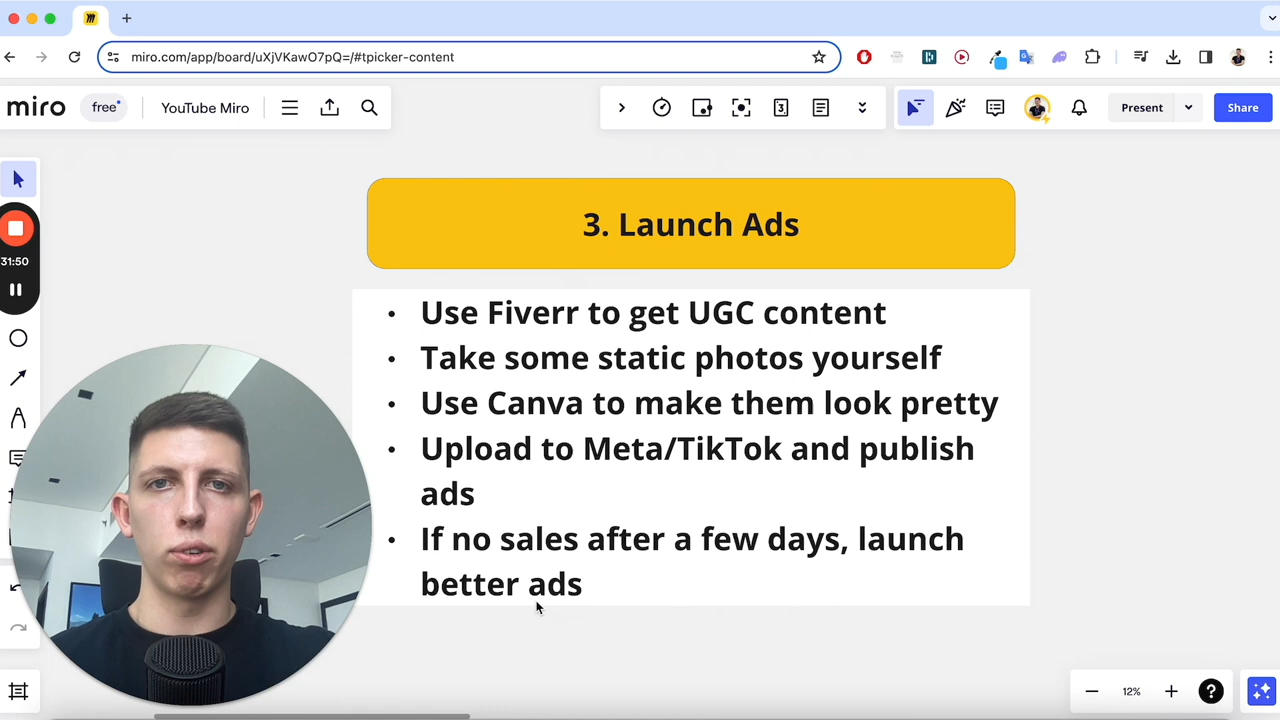 miro.com/app/board/uXjVKawO7pQ=/#tpicker-content
miro
free
YouTube Miro
3
Present
Share
31:50
3. Launch Ads
• Use Fiverr to get UGC content
• Take some static photos yourself
• Use Canva to make them look pretty
• Upload to Meta/TikTok and publish
ads
• If no sales after a few days, launch
better ads
12%
?